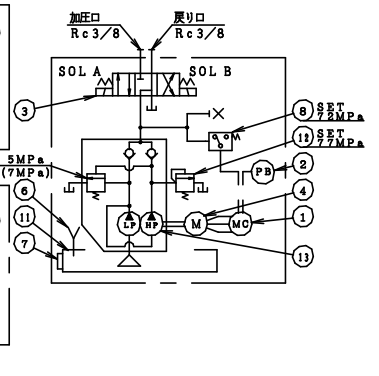 加圧口
戻り口
Rc3/8
Rc3/8
SOL A
SOL B
3
8
SET
72MPa
12
SET
77MPa
5MPa
(7MPa)
2
PB
6
4
11
1
LP
HP
M
MC
7
13